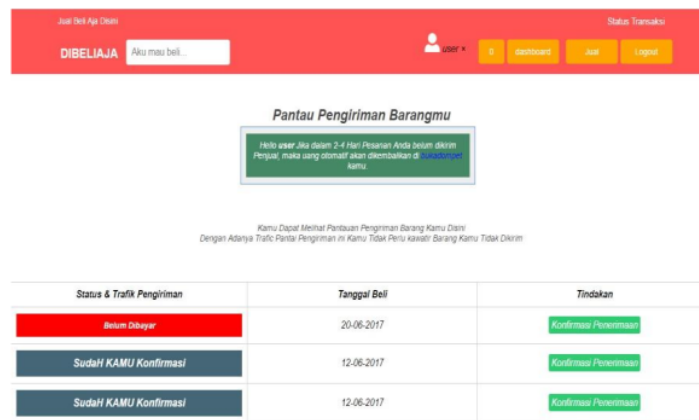 Jual Beli Aja Disini
Status Transaksi
DIBELIAJA
Aku mau beli...
user ×
0
dashboard
Jual
Logout
Pantau Pengiriman Barangmu
Hello user Jika dalam 2-4 Hari Pesanan Anda belum dikirim
Penjual, maka uang otomatif akan dikembalikan di bukadompet
kamu.
Kamu Dapat Melihat Pantauan Pengiriman Barang Kamu Disini
Dengan Adanya Trafic Pantai Pengiriman ini Kamu Tidak Perlu kawatir Barang Kamu Tidak Dikirim
Status & Trafik Pengiriman
Tanggal Beli
Tindakan
Belum Dibayar
20-06-2017
Konfirmasi Penerimaan
SudaH KAMU Konfirmasi
12-06-2017
Konfirmasi Penerimaan
SudaH KAMU Konfirmasi
12-06-2017
Konfirmasi Penerimaan